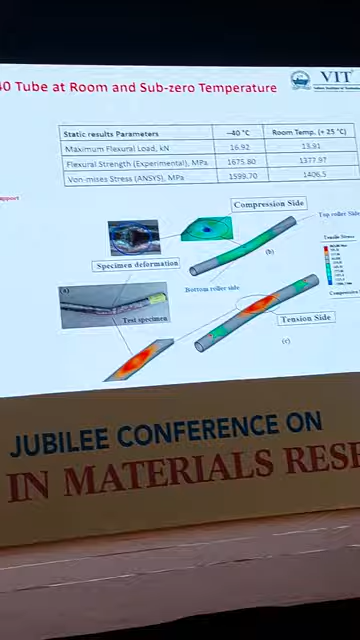 40 Tube at Room and Sub-zero Temperature
VIT
Static results Parameters
–40 °C
Room Temp. (+ 25 °C)
Maximum Flexural Load, kN
16.92
13.91
Flexural Strength (Experimental), MPa
1675.80
1377.97
Von-mises Stress (ANSYS), MPa
1599.70
1406.5
support
Compression Side
Top roller Side
Tensile Stress
(b)
Specimen deformation
Bottom roller side
(a)
Test specimen
Tension Side
(c)
JUBILEE CONFERENCE ON
IN MATERIALS RESE